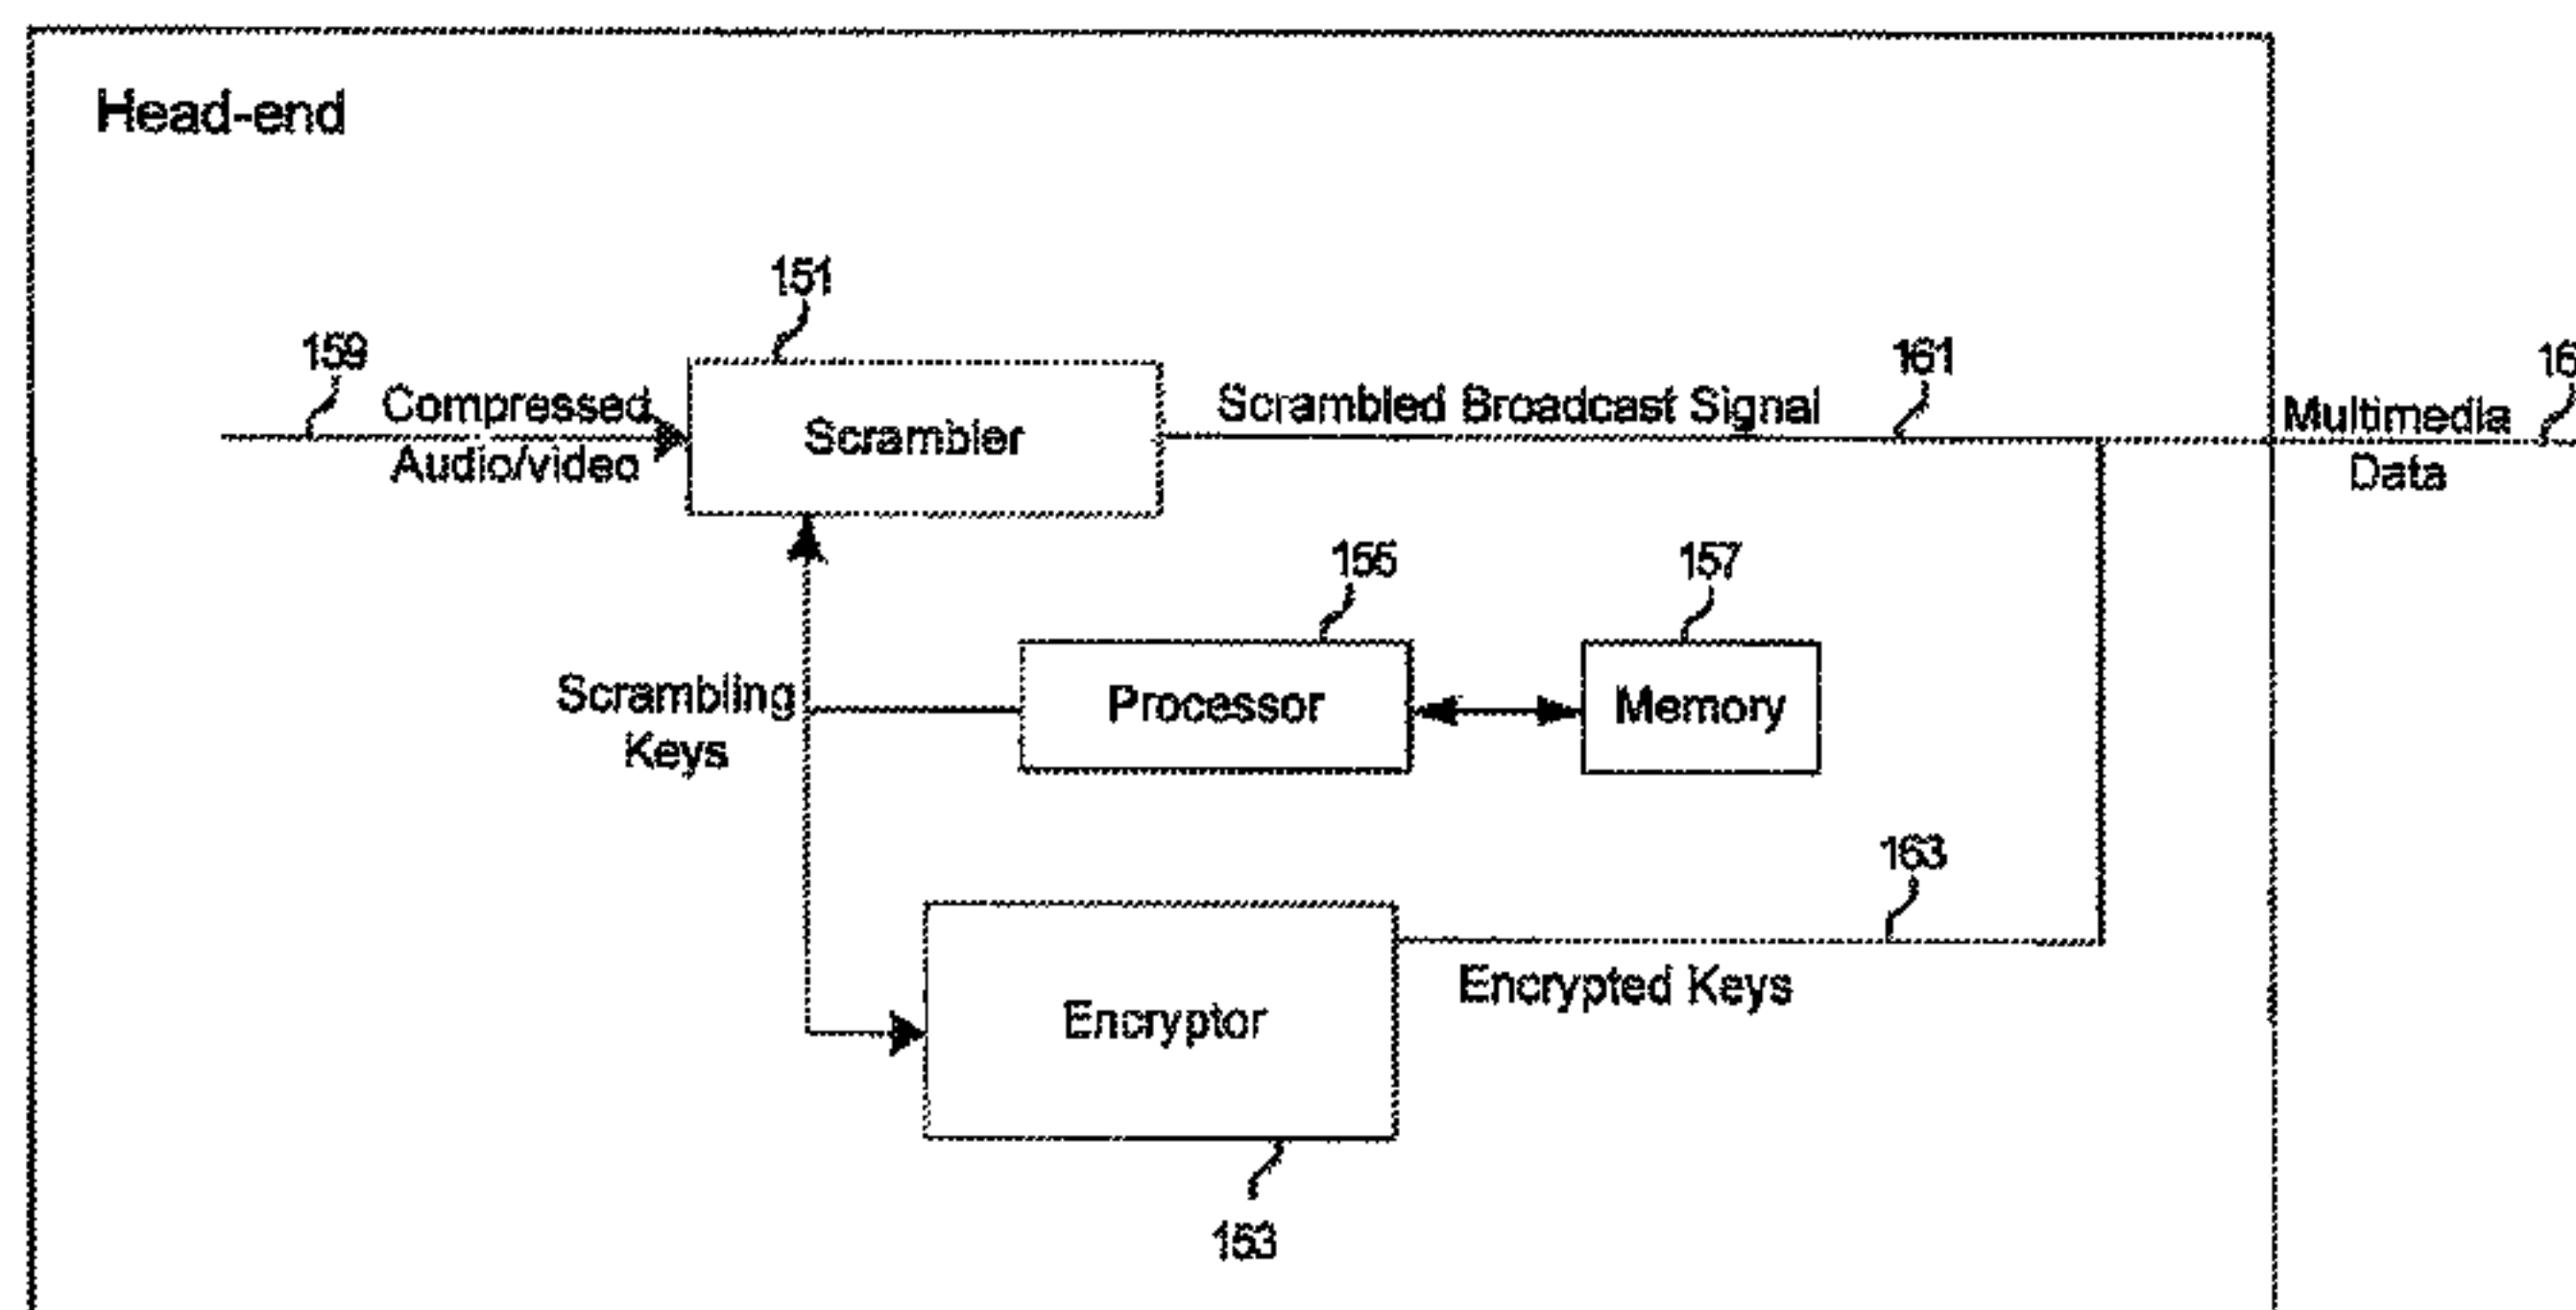 Head-end
151
159
161
Compressed
Audio/video
Scrambler
Scrambled Broadcast Signal
Multimedia
Data
155
157
Scrambling
Keys
Processor
Memory
163
Encryptor
Encrypted Keys
153